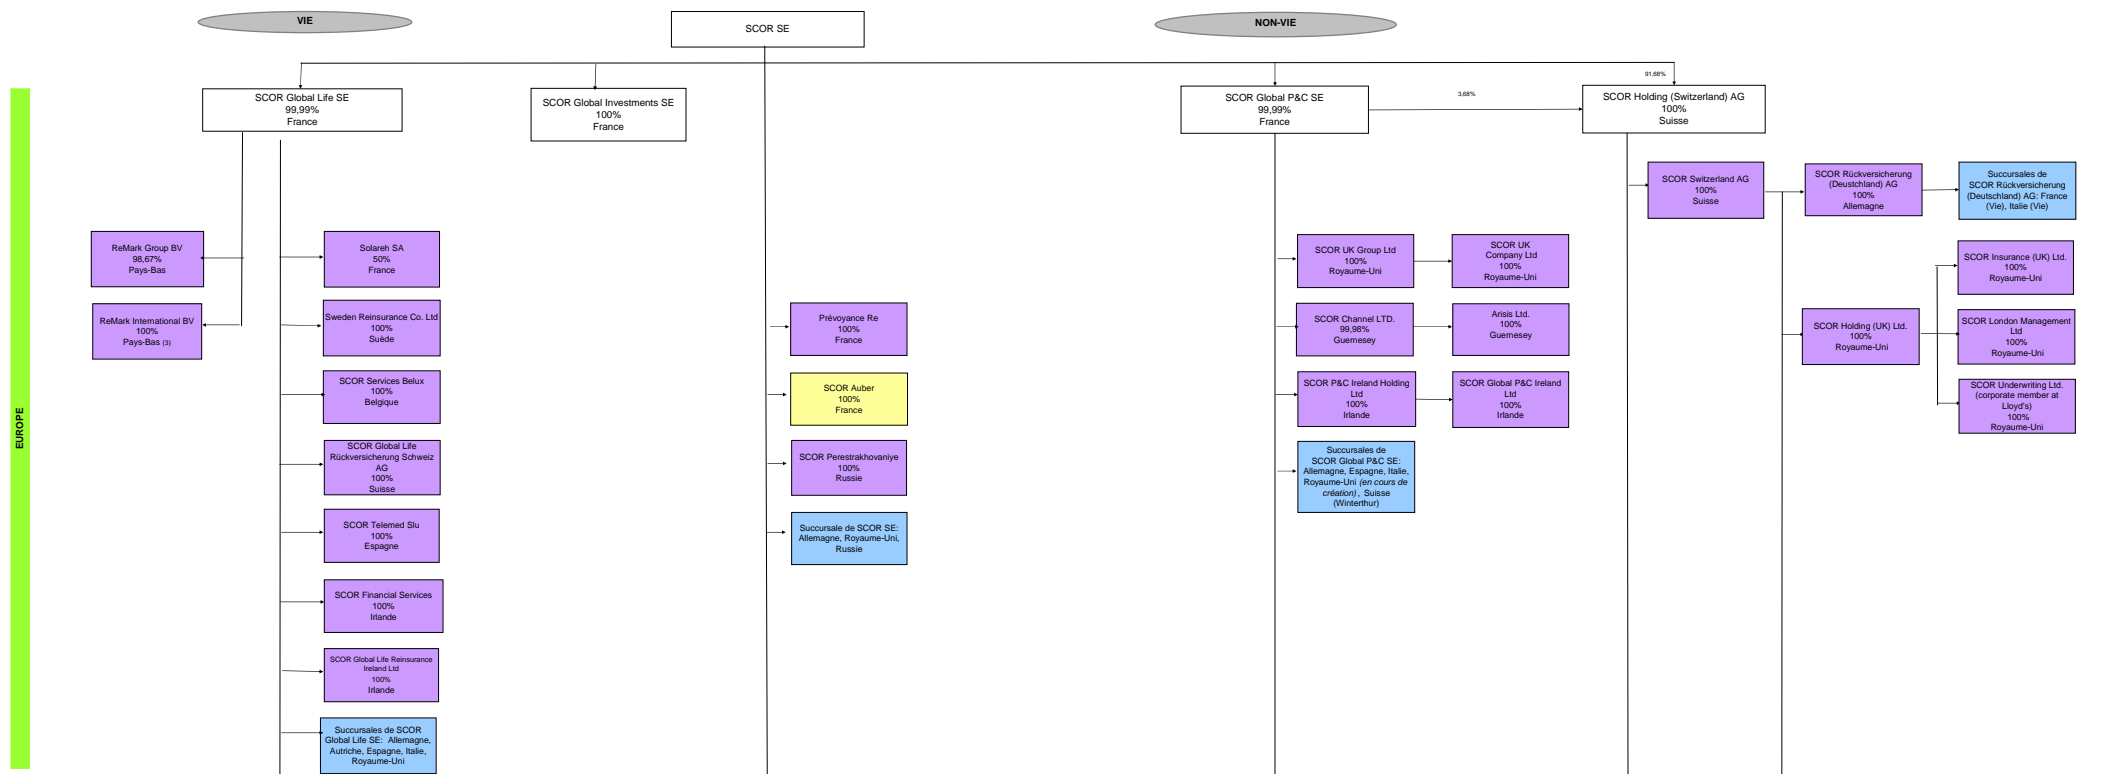 VIE
SCOR SE
NON-VIE
91,68%
SCOR Global Life SE
99,99%
France
SCOR Global Investments SE
100%
France
SCOR Global P&C SE
99,99%
France
3,68%
SCOR Holding (Switzerland) AG
100%
Suisse
EUROPE
ReMark Group BV
98,67%
Pays-Bas
ReMark International BV
100%
Pays-Bas (3)
Solareh SA
50%
France
Sweden Reinsurance Co. Ltd
100%
Suède
SCOR Services Belux
100%
Belgique
SCOR Global Life
Rückversicherung Schweiz
AG
100%
Suisse
SCOR Telemed Slu
100%
Espagne
SCOR Financial Services
100%
Irlande
SCOR Global Life Reinsurance
Ireland Ltd
100%
Irlande
Succursales de SCOR
Global Life SE:  Allemagne,
Autriche, Espagne, Italie,
Royaume-Uni
Prévoyance Re
100%
France
SCOR Auber
100%
France
SCOR Perestrakhovaniye
100%
Russie
Succursale de SCOR SE:
Allemagne, Royaume-Uni,
Russie
SCOR UK Group Ltd
100%
Royaume-Uni
SCOR UK
Company Ltd
100%
Royaume-Uni
SCOR Channel LTD.
99,98%
Guernesey
Arisis Ltd.
100%
Guernesey
SCOR P&C Ireland Holding
Ltd
100%
Irlande
SCOR Global P&C Ireland
Ltd
100%
Irlande
Succursales de
SCOR Global P&C SE:
Allemagne, Espagne, Italie,
Royaume-Uni (en cours de
création) , Suisse
(Winterthur)
SCOR Switzerland AG
100%
Suisse
SCOR Rückversicherung
(Deustchland) AG
100%
Allemagne
Succursales de
SCOR Rückversicherung
(Deutschland) AG: France
(Vie), Italie (Vie)
SCOR Holding (UK) Ltd.
100%
Royaume-Uni
SCOR Insurance (UK) Ltd.
100%
Royaume-Uni
SCOR London Management
Ltd
100%
Royaume-Uni
SCOR Underwriting Ltd.
(corporate member at
Lloyd's)
100%
Royaume-Uni